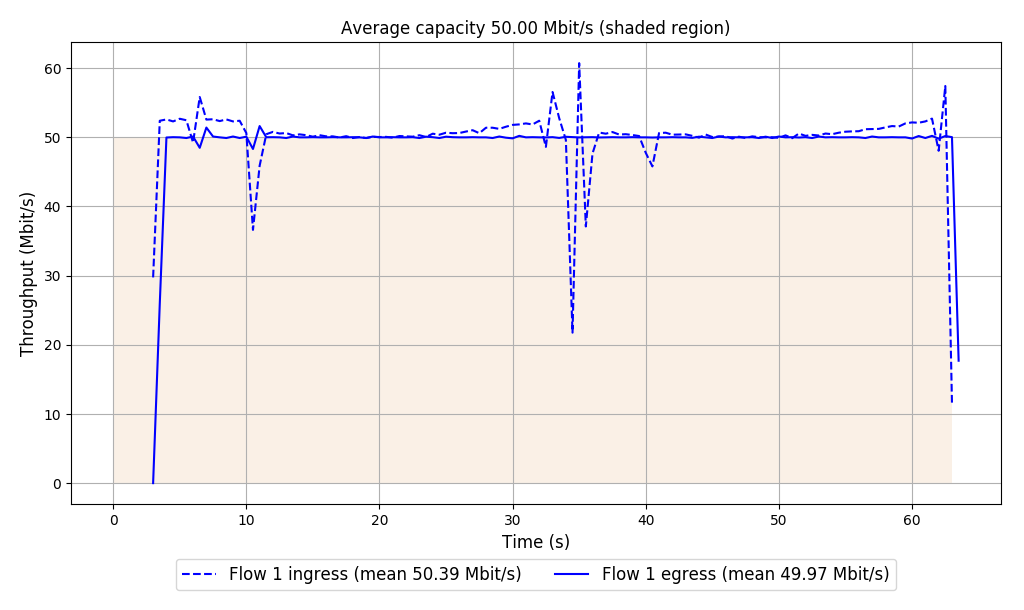 Average capacity 50.00 Mbit/s (shaded region)
Throughput (Mbit/s)
60
50
40
30
20
10
0
0 10 20 30 40 50 60
Time (s)
Flow 1 ingress (mean 50.39 Mbit/s) Flow 1 egress (mean 49.97 Mbit/s)